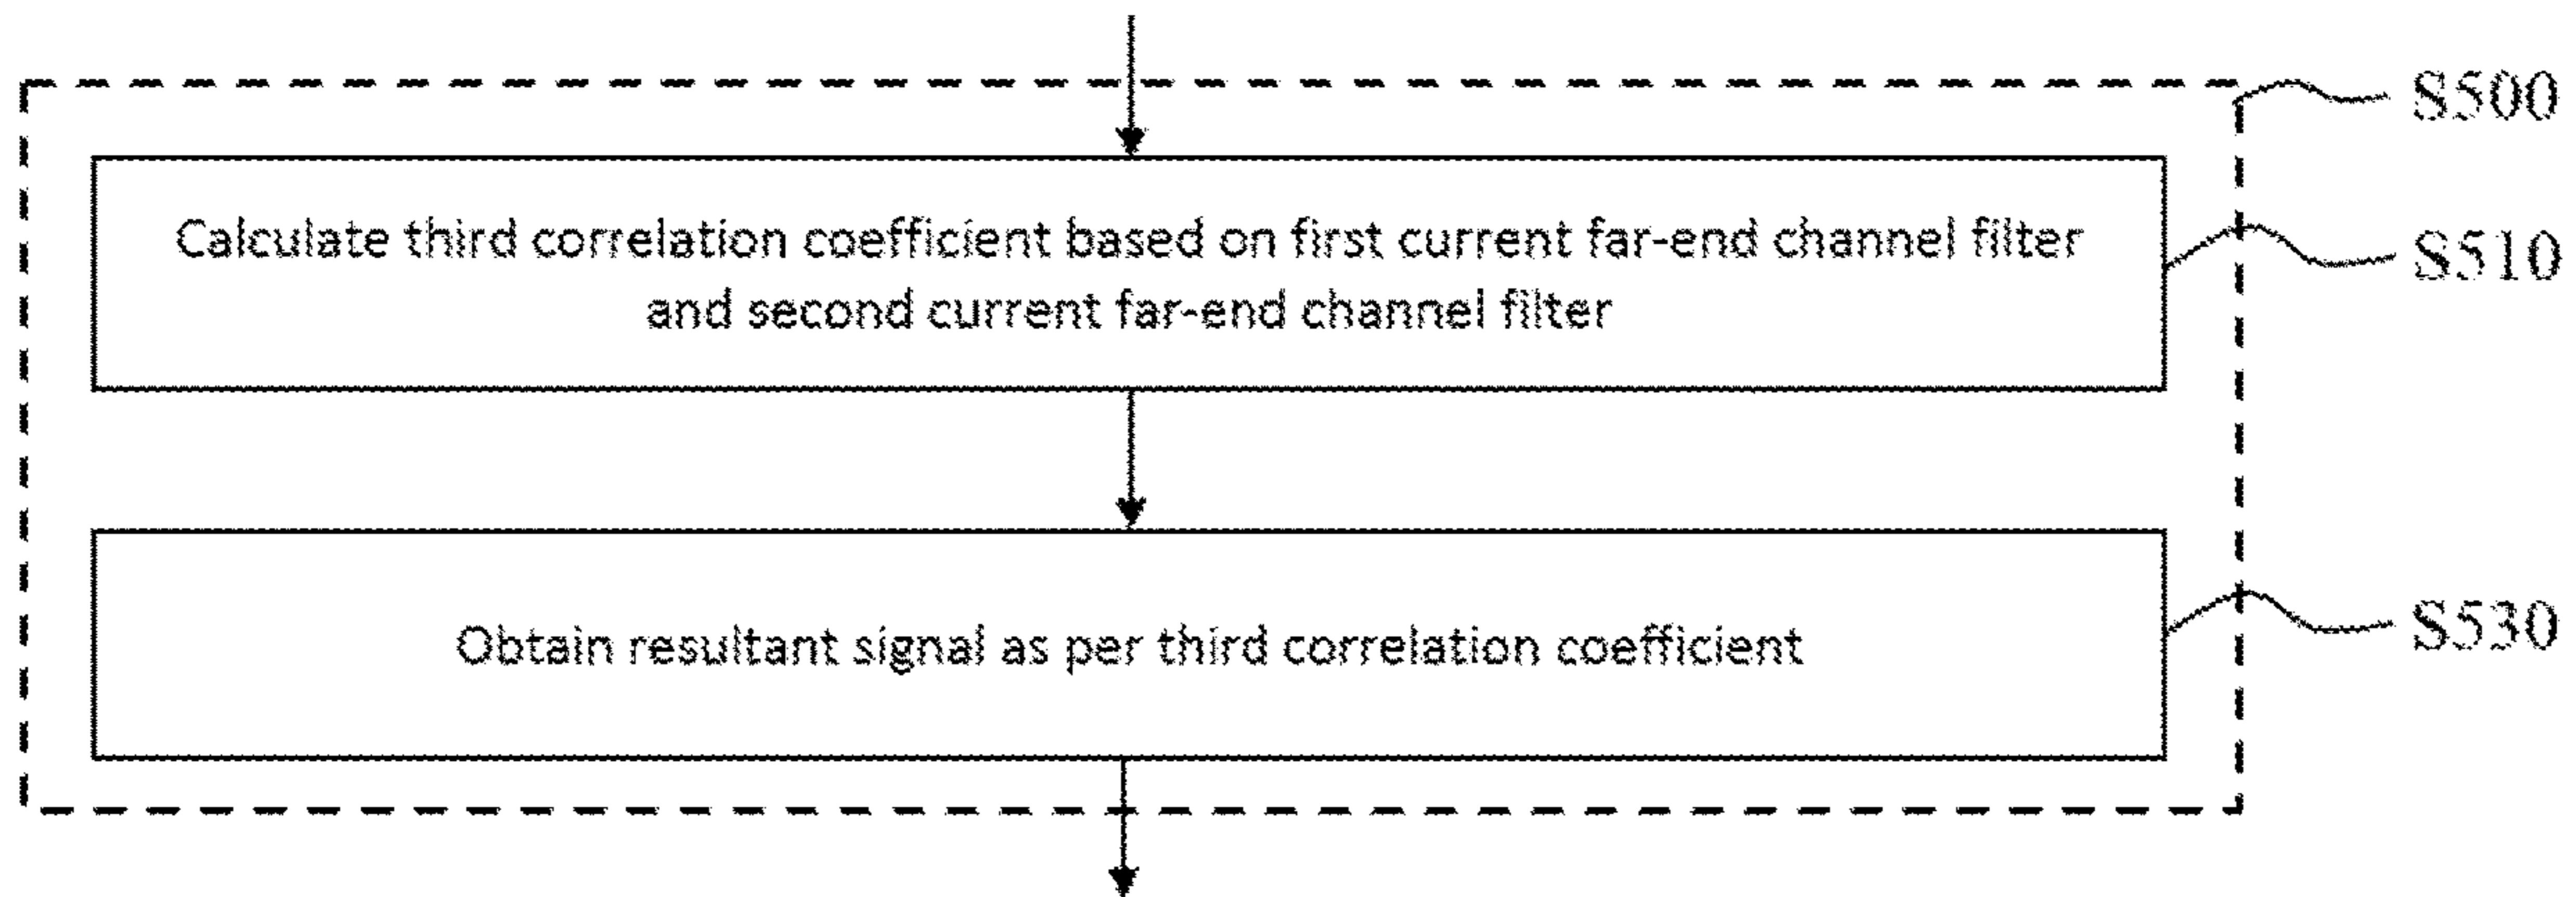 S500
Calculate third correlation coefficient based on first current far-end channel filter
and second current far-end channel filter
S510
Obtain resultant signal as per third correlation coefficient
S530